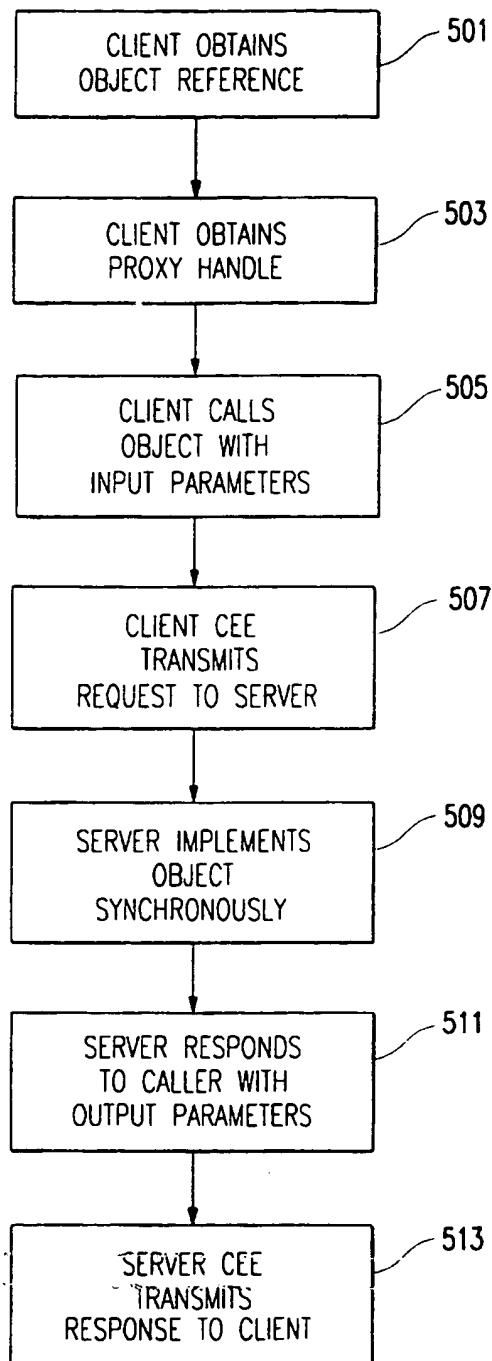 CLIENT OBTAINS
OBJECT REFERENCE
501
CLIENT OBTAINS
PROXY HANDLE
503
CLIENT CALLS
OBJECT WITH
INPUT PARAMETERS
505
CLIENT CEE
TRANSMITS
REQUEST TO SERVER
507
SERVER IMPLEMENTS
OBJECT
SYNCHRONOUSLY
509
SERVER RESPONDS
TO CALLER WITH
OUTPUT PARAMETERS
511
SERVER CEE
TRANSMITS
RESPONSE TO CLIENT
513